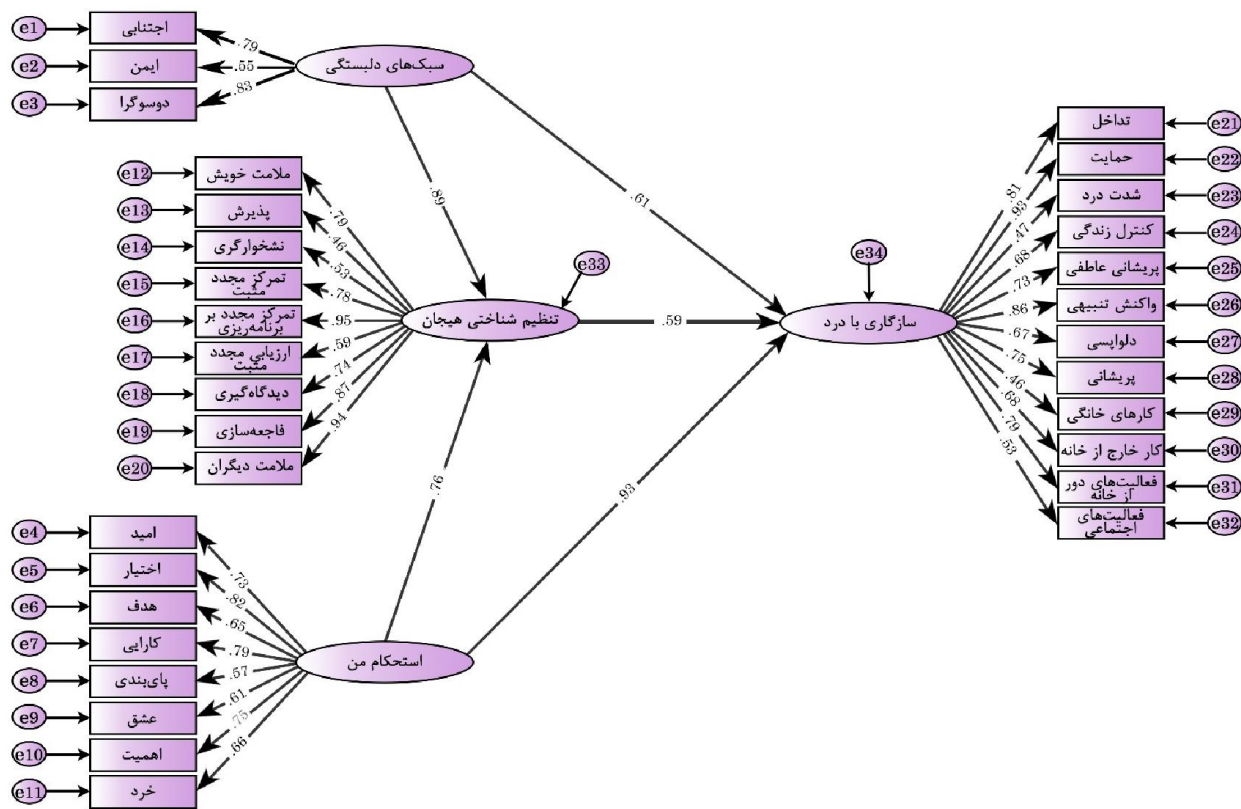 e1
اجتنابی
e2
ایمن
e3
دوسوگرا
.79
.55
.83
سبک‌های دلبستگی
e12
ملامت خویش
e13
پذیرش
e14
نشخوارگری
e15
تمرکز مجدد
مثبت
e16
تمرکز مجدد بر
برنامه‌ریزی
e17
ارزیابی مجدد
مثبت
e18
دیدگاه‌گیری
e19
فاجعه‌سازی
e20
ملامت دیگران
.79
.46
.53
.78
.95
.59
.74
.87
.94
تنظیم شناختی هیجان
e33
.89
.61
.59
.76
.93
e4
امید
e5
اختیار
e6
هدف
e7
کارایی
e8
پای‌بندی
e9
عشق
e10
اهمیت
e11
خرد
.73
.82
.65
.79
.57
.61
.75
.66
استحکام من
e34
سازگاری با درد
.81
.93
.47
.68
.73
.86
.67
.75
.46
.68
.79
.53
تداخل
e21
حمایت
e22
شدت درد
e23
کنترل زندگی
e24
پریشانی عاطفی
e25
واکنش تنبیهی
e26
دلواپسی
e27
پریشانی
e28
کارهای خانگی
e29
کار خارج از خانه
e30
فعالیت‌های دور
از خانه
e31
فعالیت‌های
اجتماعی
e32